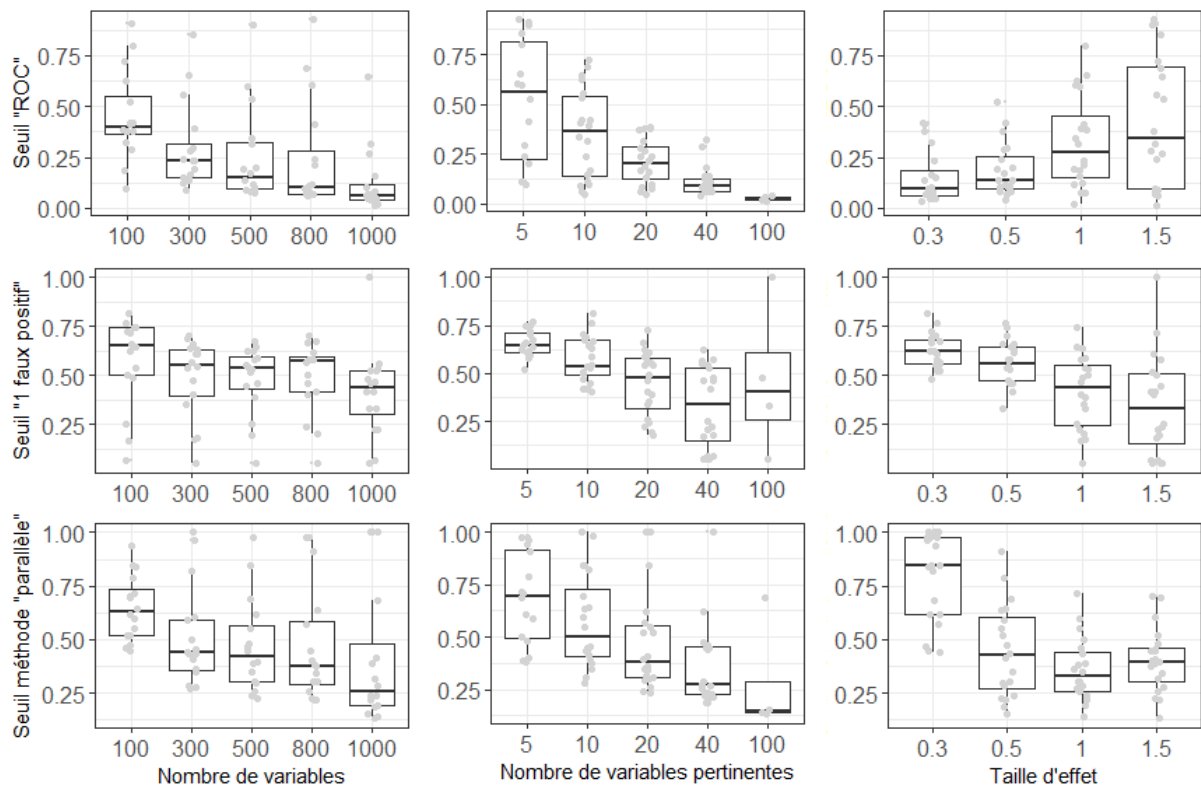 Seuil "ROC"
0.75
0.50
0.25
0.00
100 300 500 800 1000
0.75
0.50
0.25
0.00
5 10 20 40 100
0.75
0.50
0.25
0.00
0.3 0.5 1 1.5
Seuil "1 faux positif"
1.00
0.75
0.50
0.25
100 300 500 800 1000
1.00
0.75
0.50
0.25
5 10 20 40 100
1.00
0.75
0.50
0.25
0.3 0.5 1 1.5
Seuil méthode "parallèle"
1.00
0.75
0.50
0.25
100 300 500 800 1000
Nombre de variables
1.00
0.75
0.50
0.25
5 10 20 40 100
Nombre de variables pertinentes
1.00
0.75
0.50
0.25
0.3 0.5 1 1.5
Taille d'effet